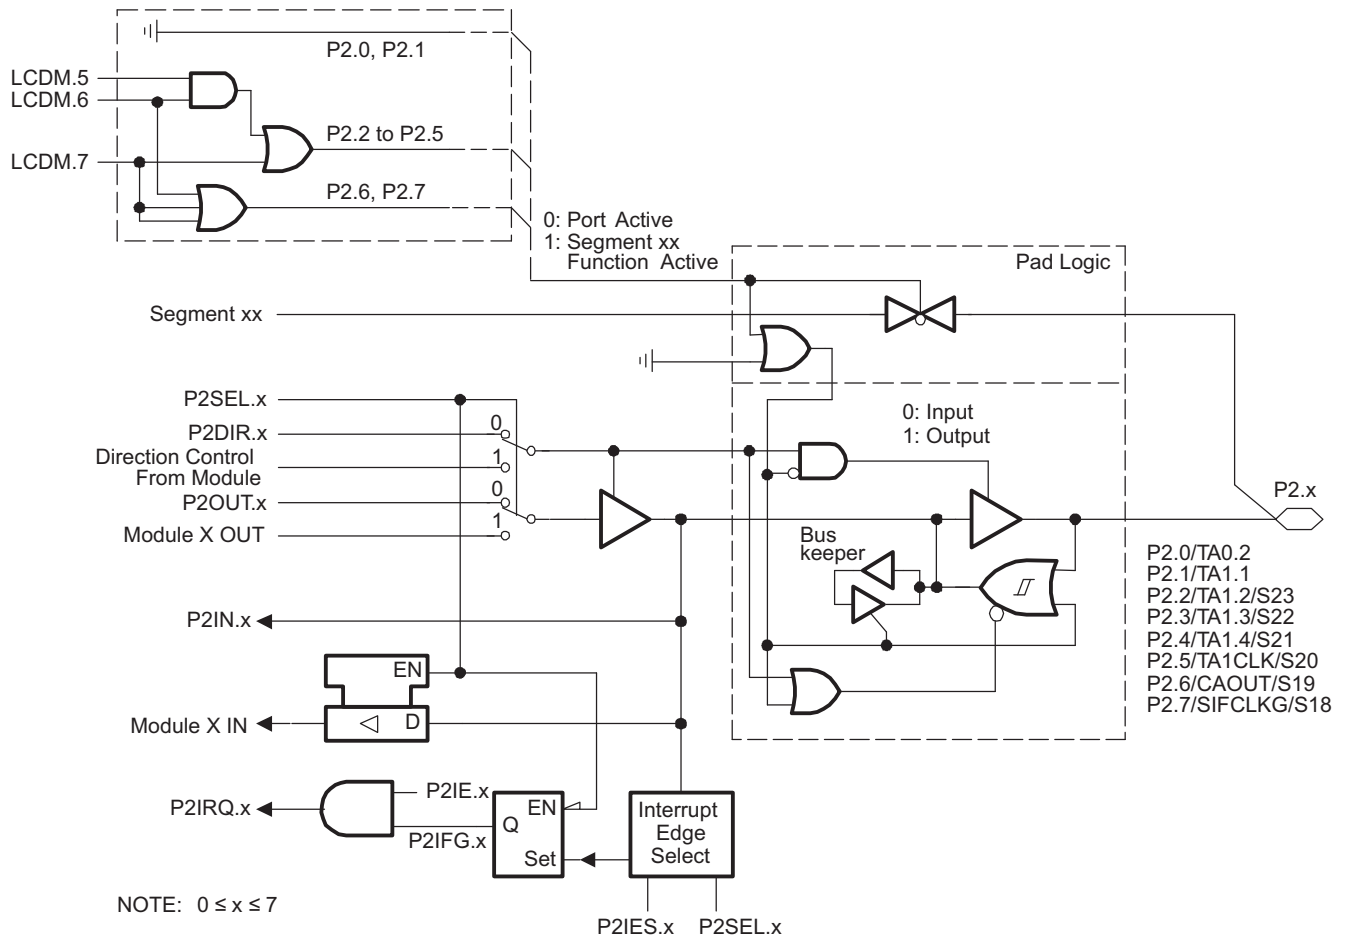 P2.0, P2.1
LCDM.5
LCDM.6
P2.2 to P2.5
LCDM.7
P2.6, P2.7
0: Port Active
1: Segment xx
Function Active
Pad Logic
Segment xx
P2SEL.x
0
P2DIR.x
Direction Control
From Module
1
0
P2OUT.x
1
Module X OUT
0: Input
1: Output
P2.x
Bus
keeper
P2.0/TA0.2
P2.1/TA1.1
P2.2/TA1.2/S23
P2.3/TA1.3/S22
P2.4/TA1.4/S21
P2.5/TA1CLK/S20
P2.6/CAOUT/S19
P2.7/SIFCLKG/S18
P2IN.x
EN
Module X IN
D
P2IE.x
P2IRQ.x
P2IFG.x
EN
Q
Set
Interrupt
Edge
Select
NOTE: 0 ≤ x ≤ 7
P2IES.x
P2SEL.x